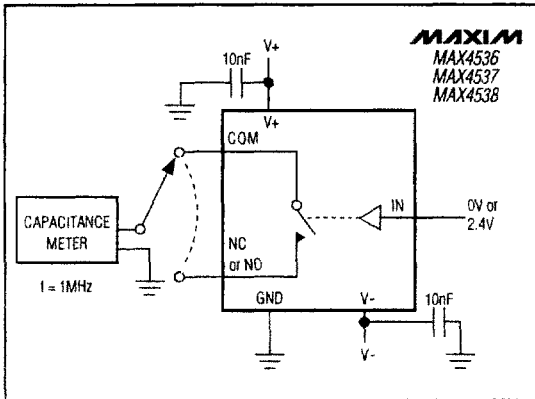 MAXIM
MAX4536
MAX4537
MAX4538
V+
10nF
V+
COM
IN
0V or
2.4V
CAPACITANCE
METER
NC
or NO
f = 1MHz
GND
V-
10nF
V-